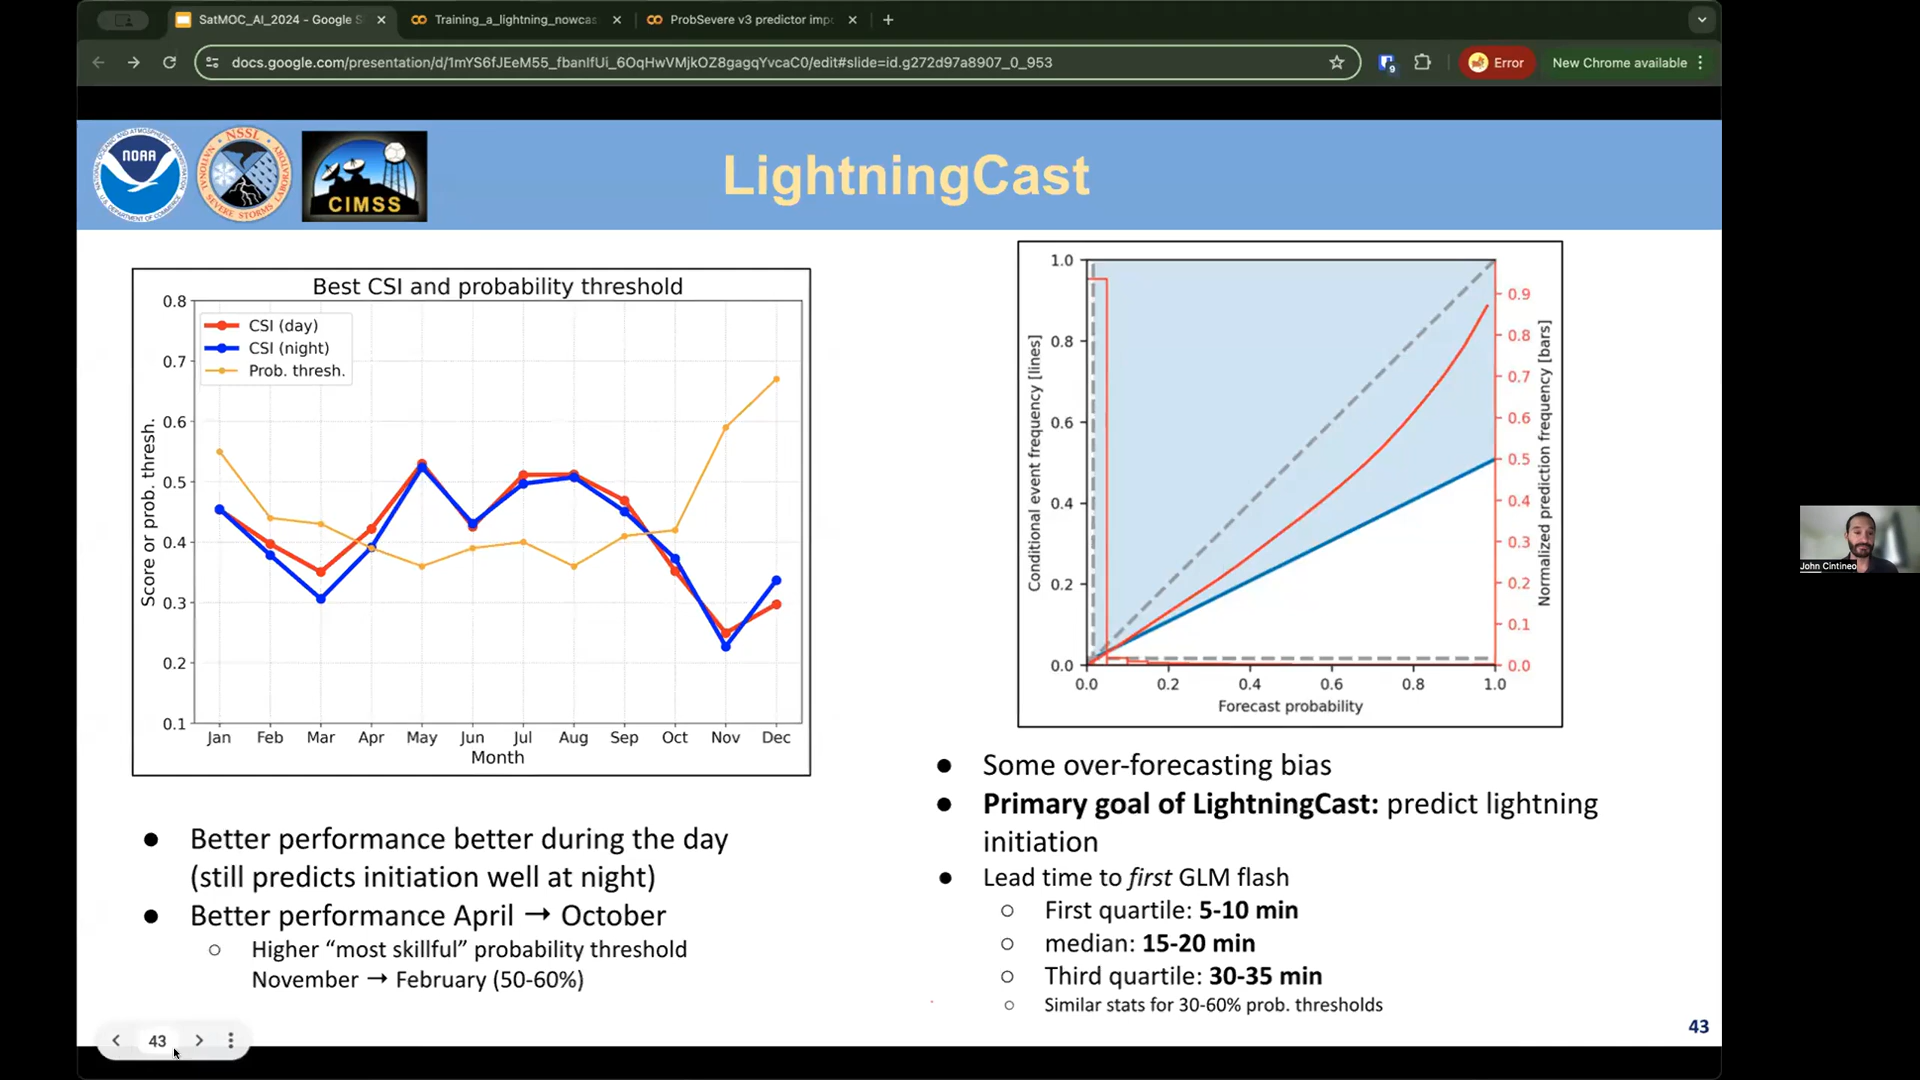 SatMOC_AI_2024 - Google S
Training_a_lightning_nowcas
ProbSevere v3 predictor impo
docs.google.com/presentation/d/1mYS6fJEeM55_fbanIfUi_6OqHwVMjkOZ8gagqYvcaC0/edit#slide=id.g272d97a8907_0_953
9
Error
New Chrome available
NOAA
NSSL
NATIONAL SEVERE STORMS LABORATORY
CIMSS
LightningCast
Best CSI and probability threshold
CSI (day)
CSI (night)
Prob. thresh.
Score or prob. thresh.
0.8
0.7
0.6
0.5
0.4
0.3
0.2
0.1
Jan Feb Mar Apr May Jun Jul Aug Sep Oct Nov Dec
Month
Conditional event frequency [lines]
1.0
0.8
0.6
0.4
0.2
0.0
0.0 0.2 0.4 0.6 0.8 1.0
Forecast probability
0.9
0.8
0.7
0.6
0.5
0.4
0.3
0.2
0.1
0.0
Normalized prediction frequency [bars]
● Better performance better during the day
(still predicts initiation well at night)
● Better performance April → October
○ Higher “most skillful” probability threshold
November → February (50-60%)
● Some over-forecasting bias
● Primary goal of LightningCast: predict lightning
initiation
● Lead time to first GLM flash
○ First quartile: 5-10 min
○ median: 15-20 min
○ Third quartile: 30-35 min
○ Similar stats for 30-60% prob. thresholds
43
43
John Cintineo